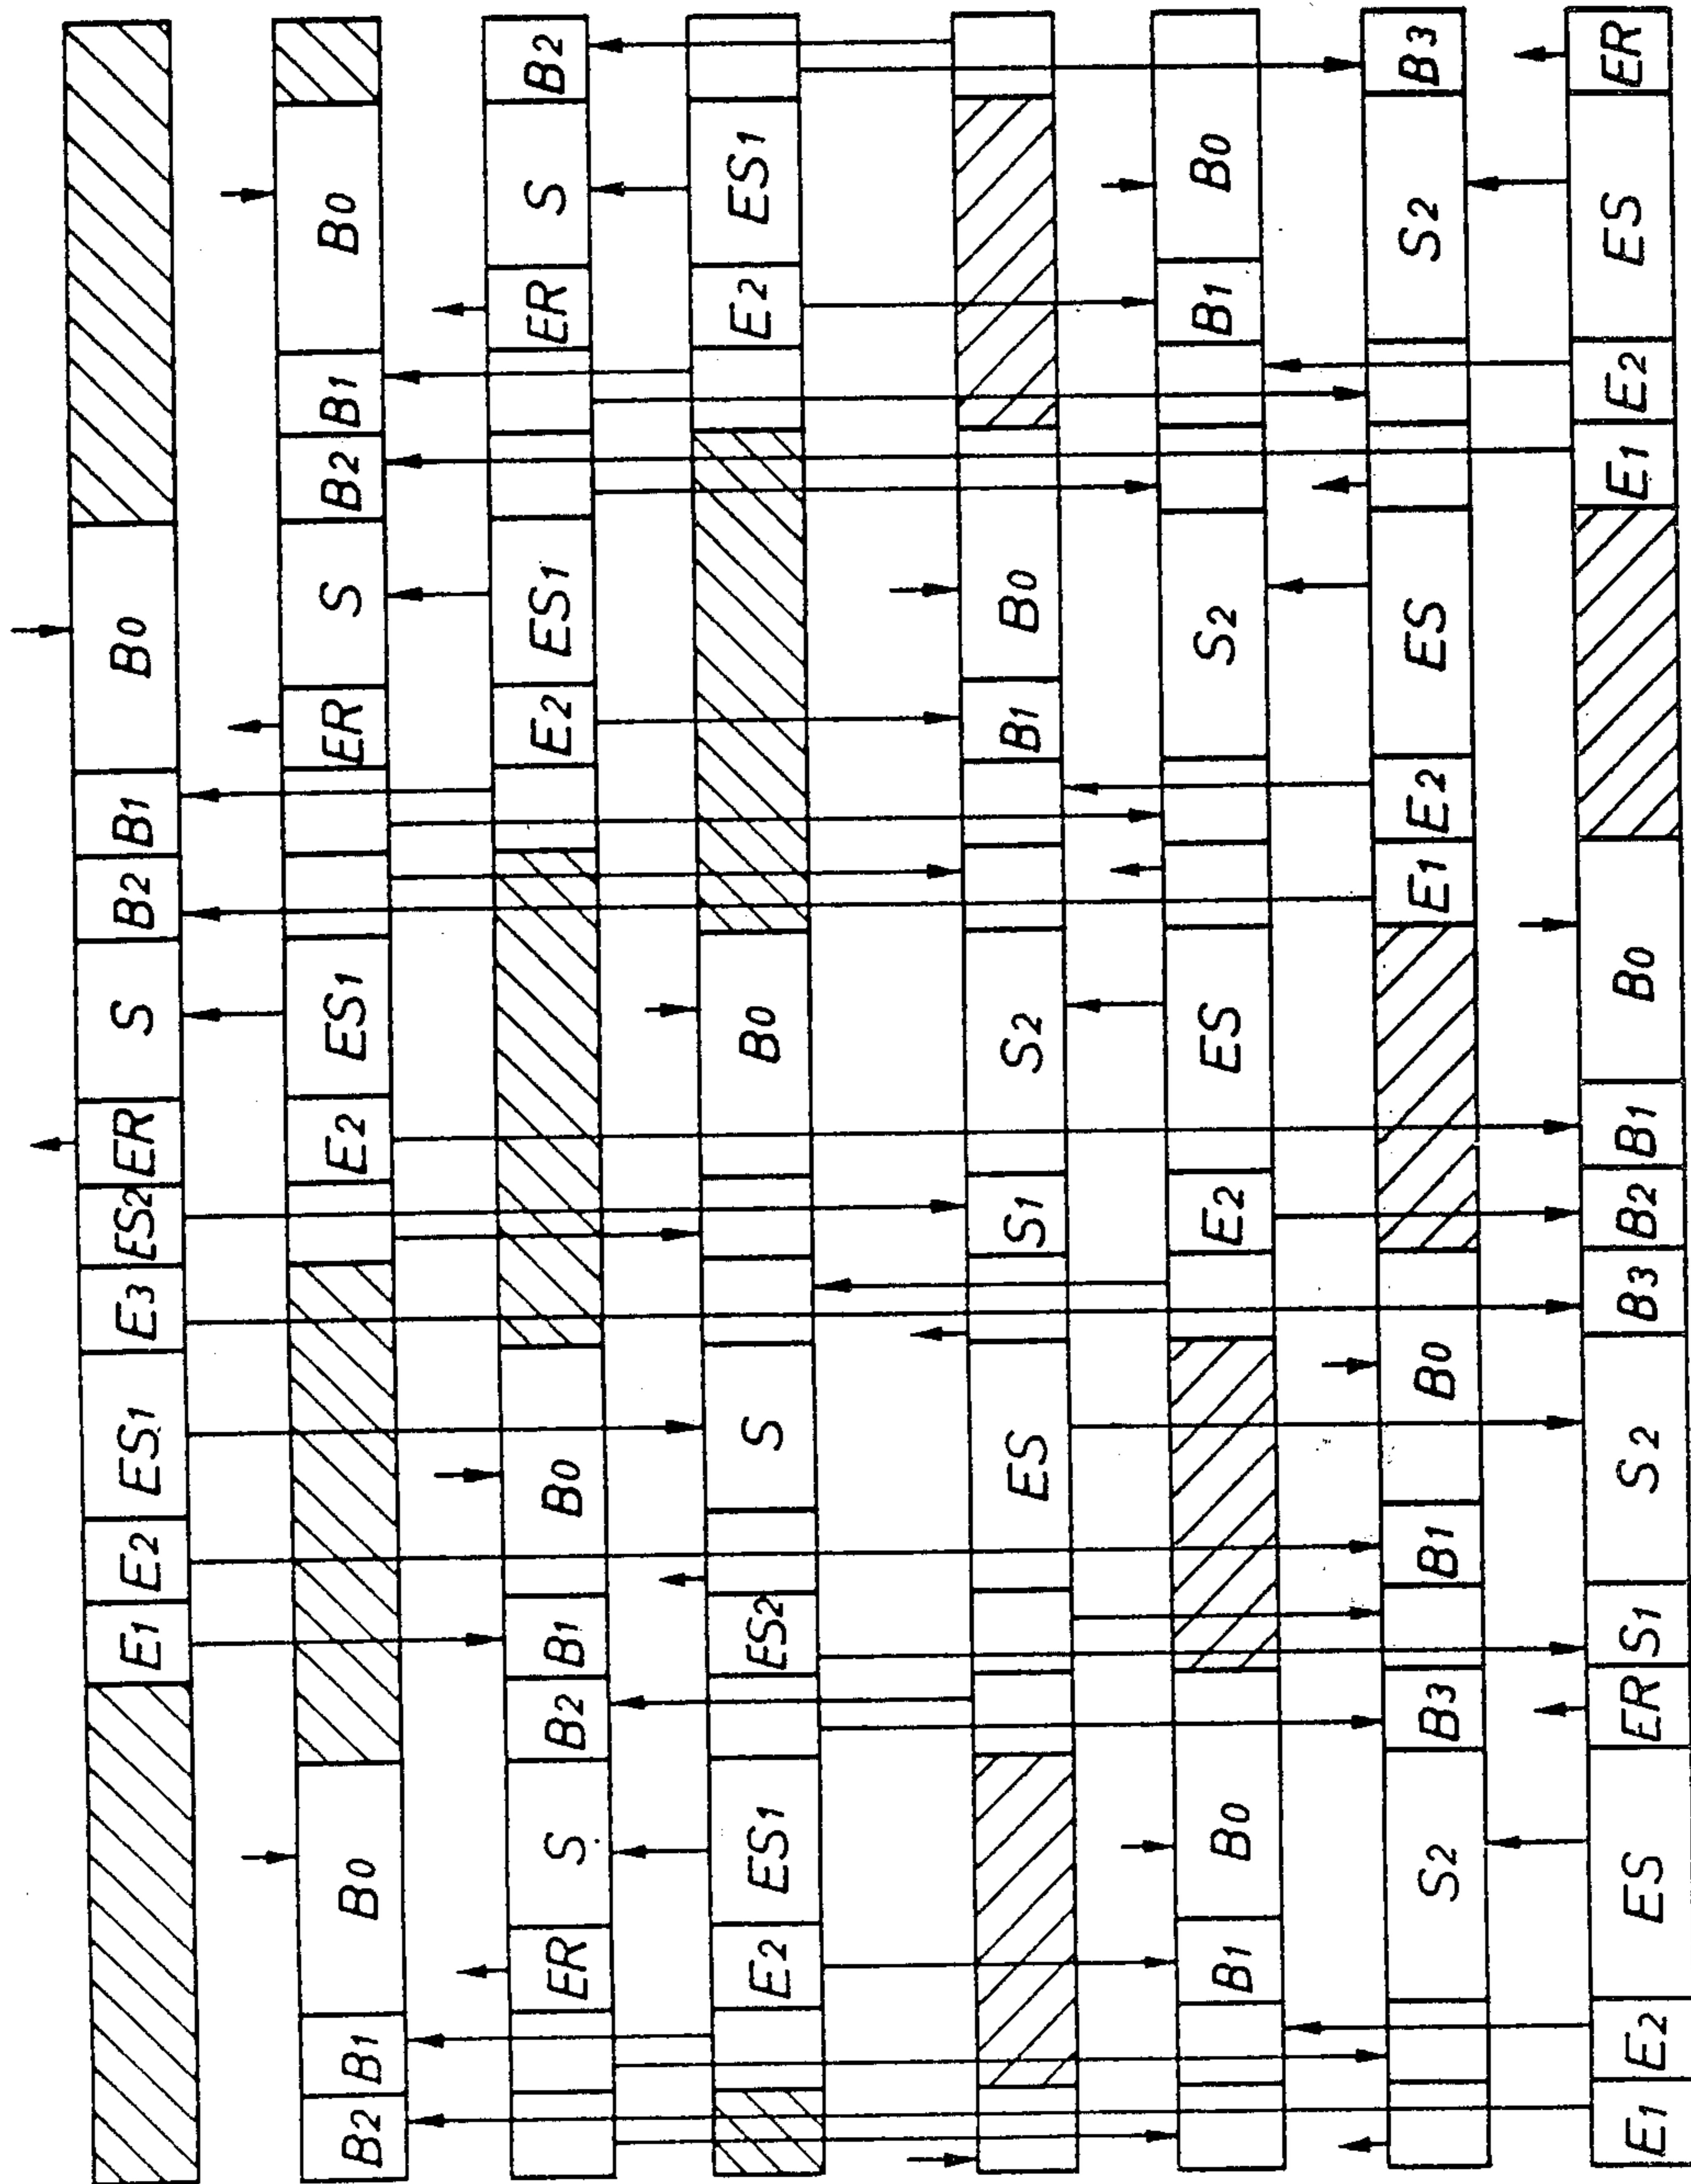 E1 E2 ES1 E3 ES2 ER S B2 B1 B0
B2 B1 B0 E2 ES1 ER S B2 B1 B0
ER S B2 B1 B0 E2 ES1 ER S B2
E2 ES1 ES2 S B0 E2 ES1
ES S1 S2 B1 B0
B1 B0 E2 ES S2 B1 B0
S2 B3 B1 B0 E1 E2 ES S2 B3
E1 E2 ES ER S1 S2 B3 B2 B1 B0 E1 E2 ES ER